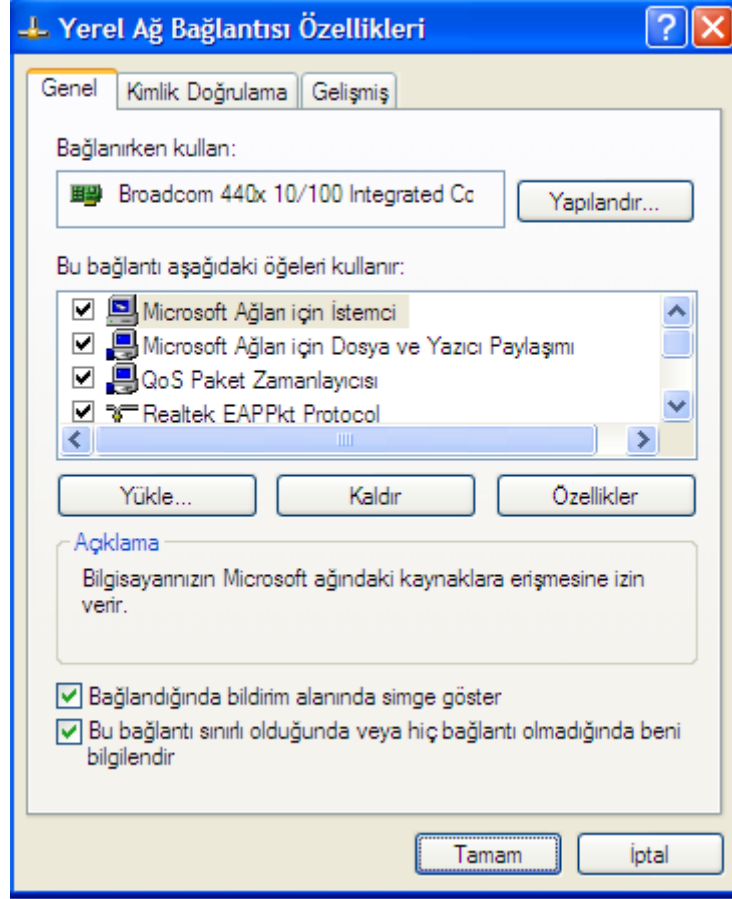 Yerel Ağ Bağlantısı Özellikleri
Genel Kimlik Doğrulama Gelişmiş
Bağlanırken kullan:
Broadcom 440x 10/100 Integrated Co
Yapılandır...
Bu bağlantı aşağıdaki öğeleri kullanır:
Microsoft Ağları için İstemci
Microsoft Ağları için Dosya ve Yazıcı Paylaşımı
QoS Paket Zamanlayıcısı
Realtek EAPPkt Protocol
Yükle... Kaldır Özellikler
Açıklama
Bilgisayarınızın Microsoft ağındaki kaynaklara erişmesine izin
verir.
Bağlandığında bildirim alanında simge göster
Bu bağlantı sınırlı olduğunda veya hiç bağlantı olmadığında beni
bilgilendir
Tamam İptal